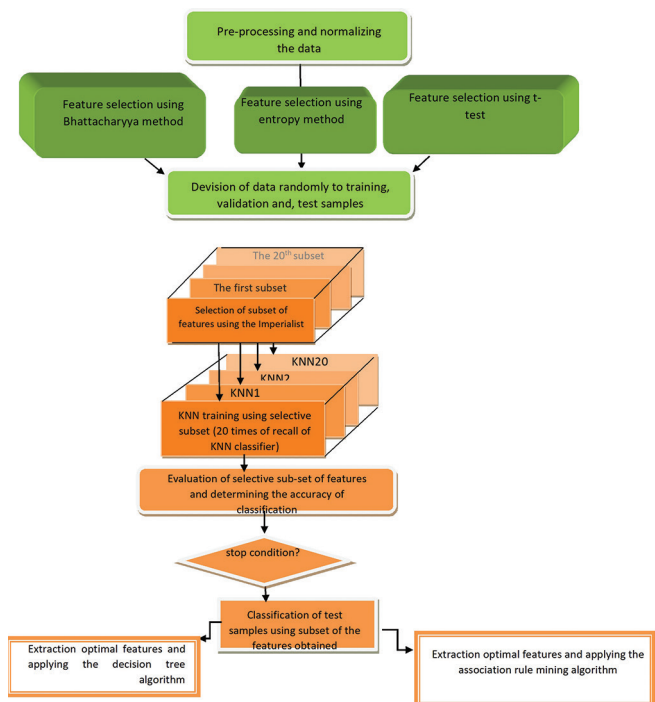 Pre-processing and normalizing
the data
Feature selection using
Bhattacharyya method
Feature selection using
entropy method
Feature selection using t-
test
Devision of data randomly to training,
validation and, test samples
The 20th subset
The first subset
Selection of subset of
features using the Imperialist
KNN20
KNN2
KNN1
KNN training using selective
subset (20 times of recall of
KNN classifier)
Evaluation of selective sub-set of features
and determining the accuracy of
classification
stop condition?
Classification of test
samples using subset of the
features obtained
Extraction optimal features and
applying the decision tree
algorithm
Extraction optimal features and applying the
association rule mining algorithm